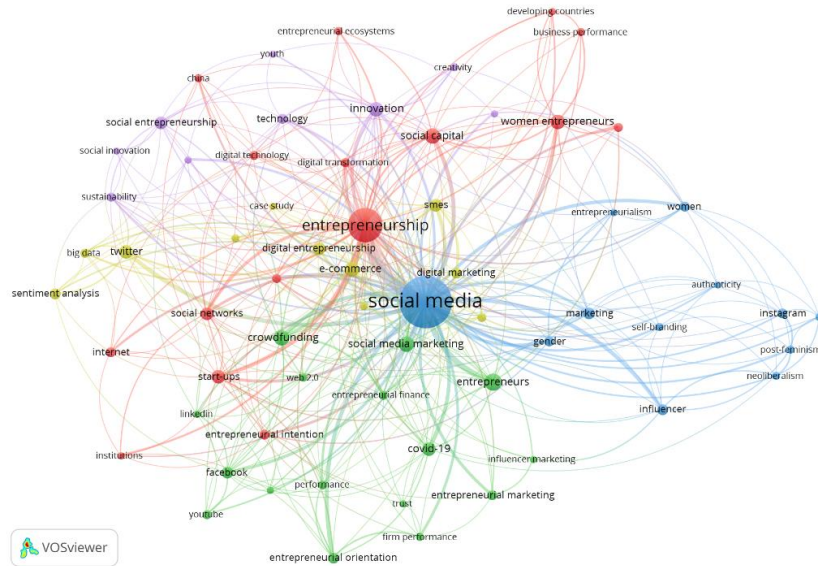 developing countries
entrepreneurial ecosystems
business performance
youth
creativity
china
innovation
social entrepreneurship
technology
women entrepreneurs
social capital
social innovation
digital technology
digital transformation
sustainability
case study
smes
women
entrepreneurialism
entrepreneurship
big data
twitter
digital entrepreneurship
e-commerce
digital marketing
authenticity
sentiment analysis
social media
social networks
marketing
instagram
self-branding
crowdfunding
social media marketing
gender
internet
post-feminism
start-ups
web 2.0
entrepreneurs
neoliberalism
entrepreneurial finance
linkedin
influencer
entrepreneurial intention
covid-19
institutions
influencer marketing
facebook
performance
entrepreneurial marketing
trust
youtube
firm performance
VOSviewer
entrepreneurial orientation